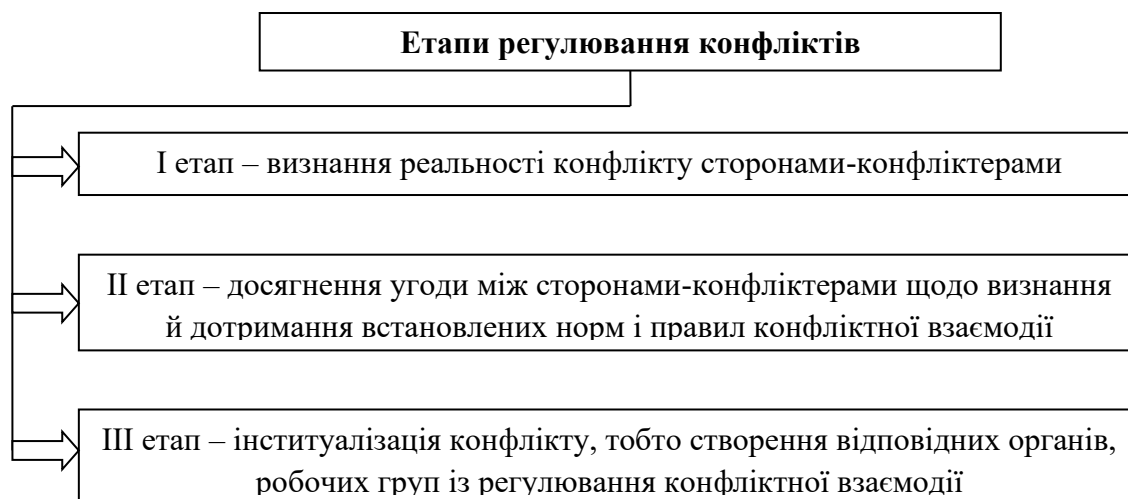 Етапи регулювання конфліктів
І етап – визнання реальності конфлікту сторонами-конфліктерами
ІІ етап – досягнення угоди між сторонами-конфліктерами щодо визнання
й дотримання встановлених норм і правил конфліктної взаємодії
ІІІ етап – інституалізація конфлікту, тобто створення відповідних органів,
робочих груп із регулювання конфліктної взаємодії